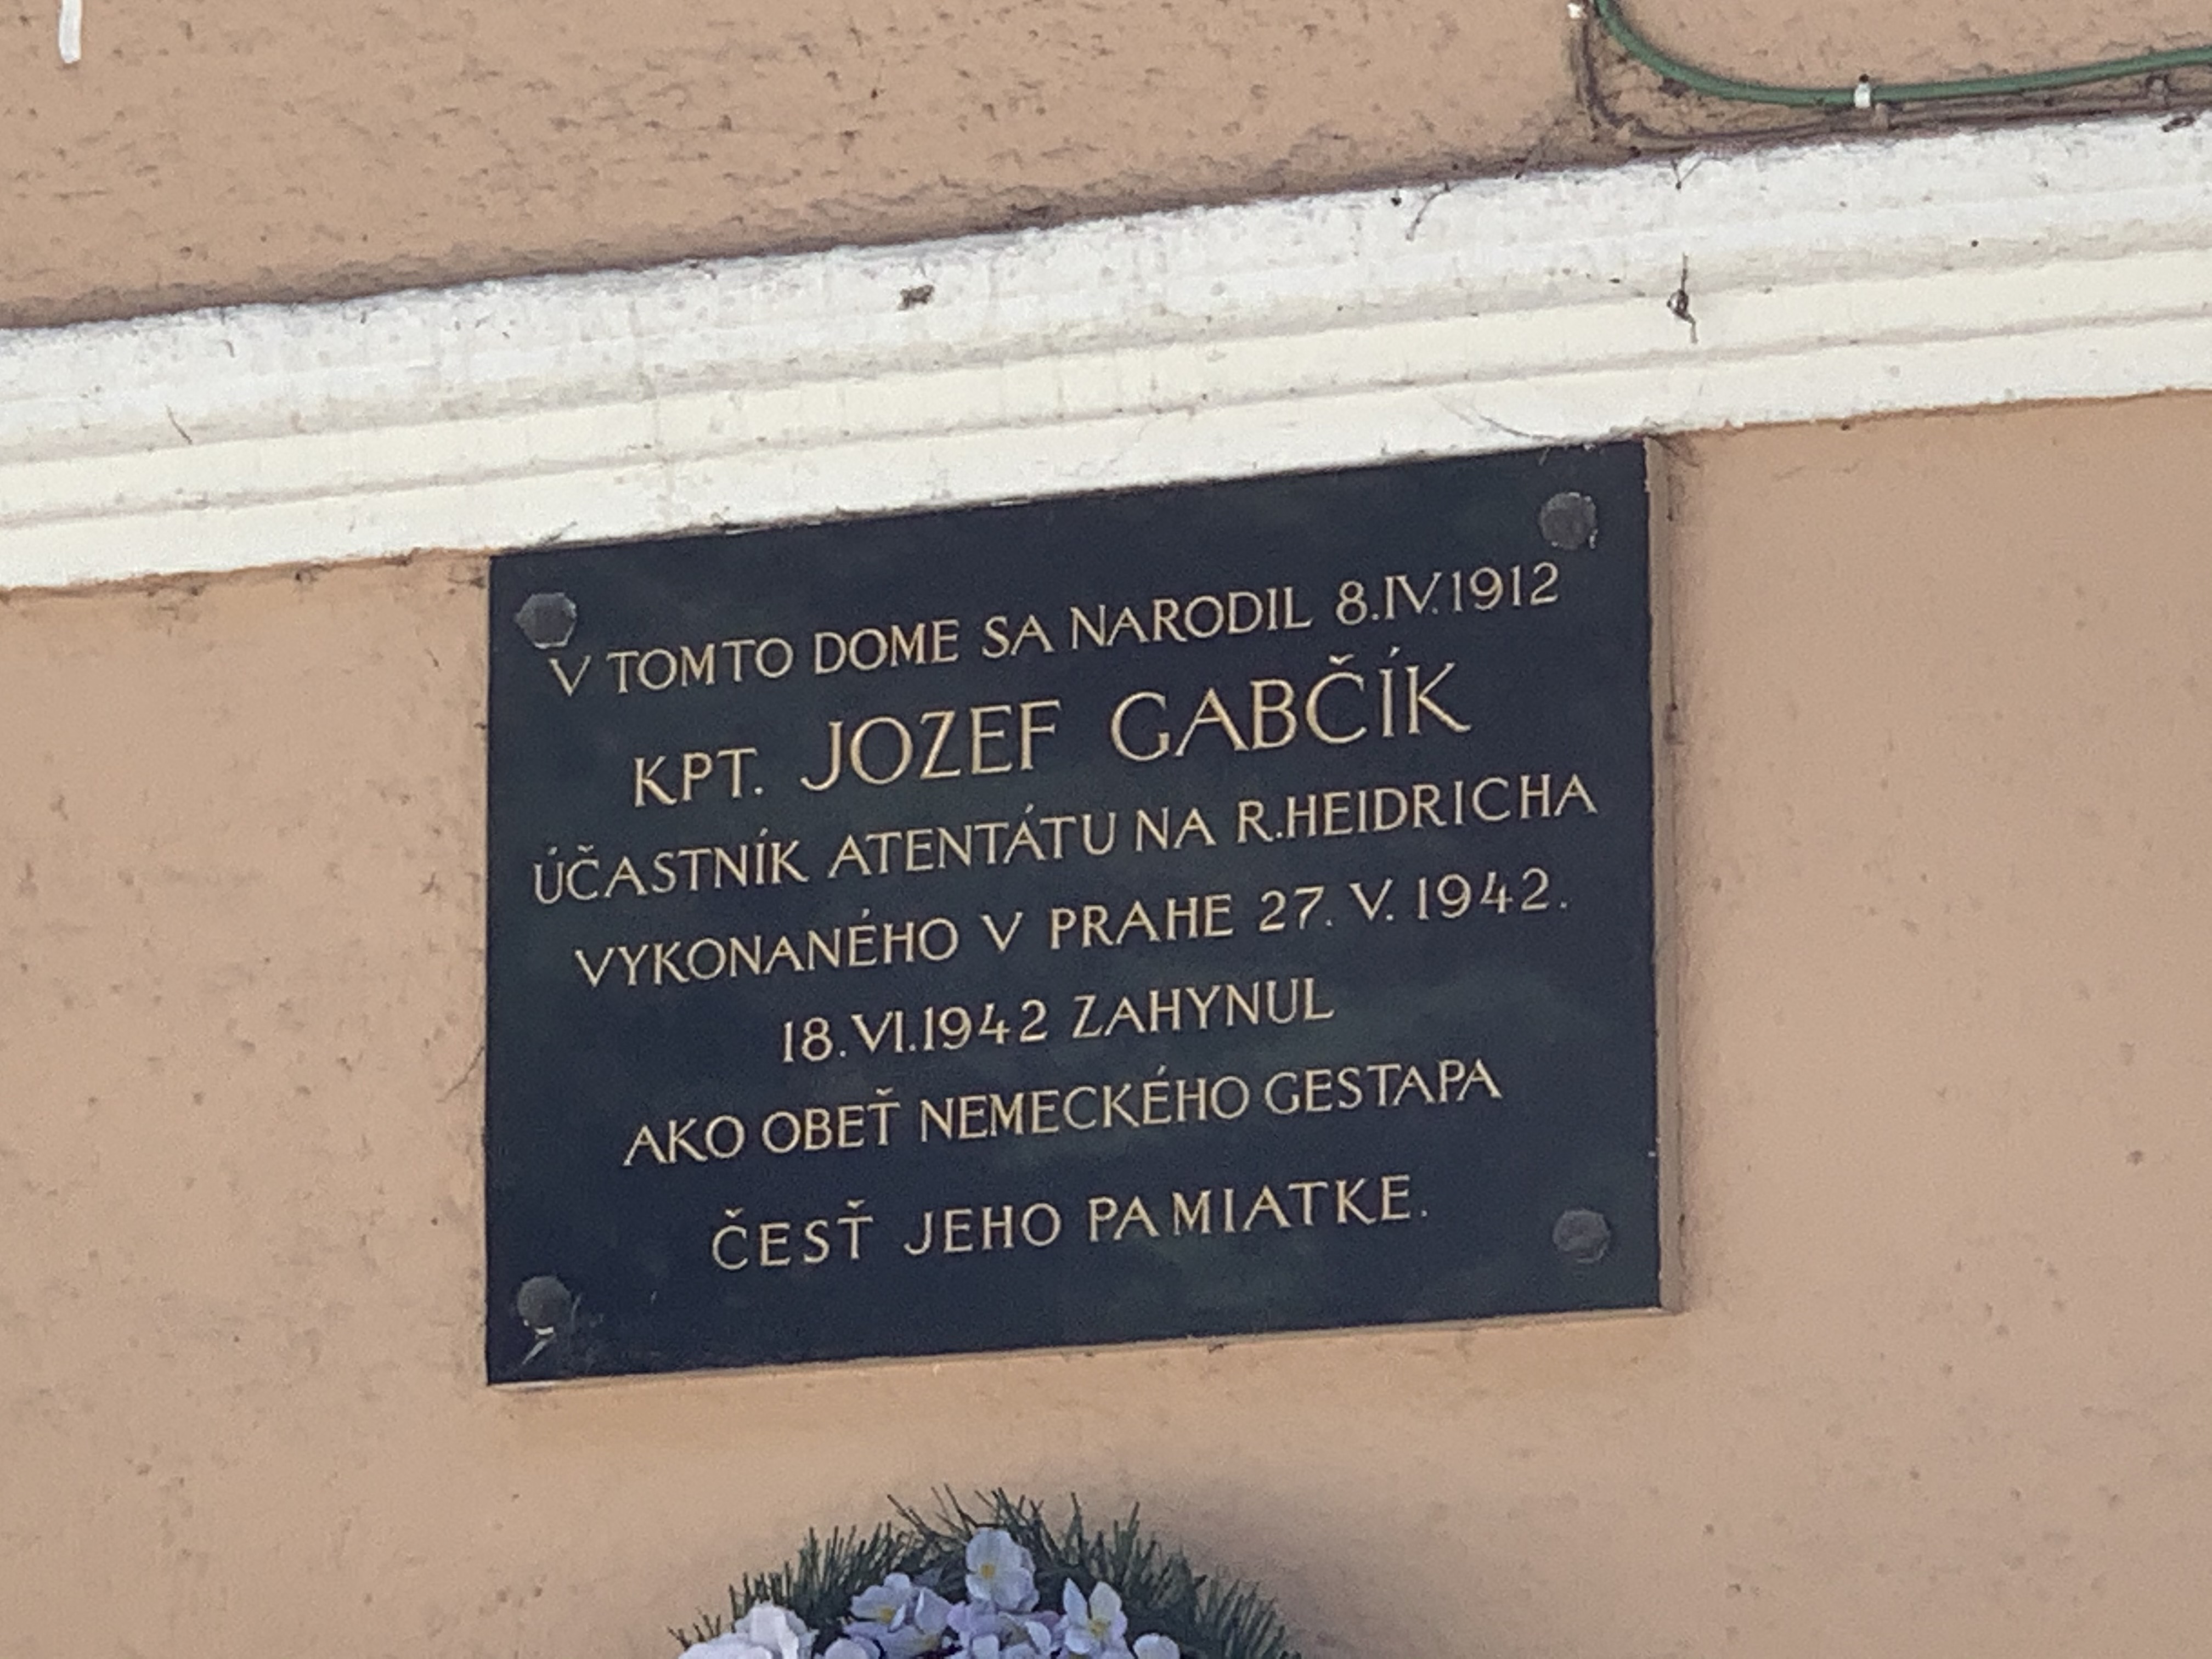 V TOMTO DOME SA NARODIL 8.IV.1912
KPT. JOZEF GABČÍK
ÚČASTNÍK ATENTÁTU NA R.HEIDRICHA
VYKONANÉHO V PRAHE 27. V. 1942.
18.VI.1942 ZAHYNUL
AKO OBEŤ NEMECKÉHO GESTAPA
ČESŤ JEHO PAMIATKE.